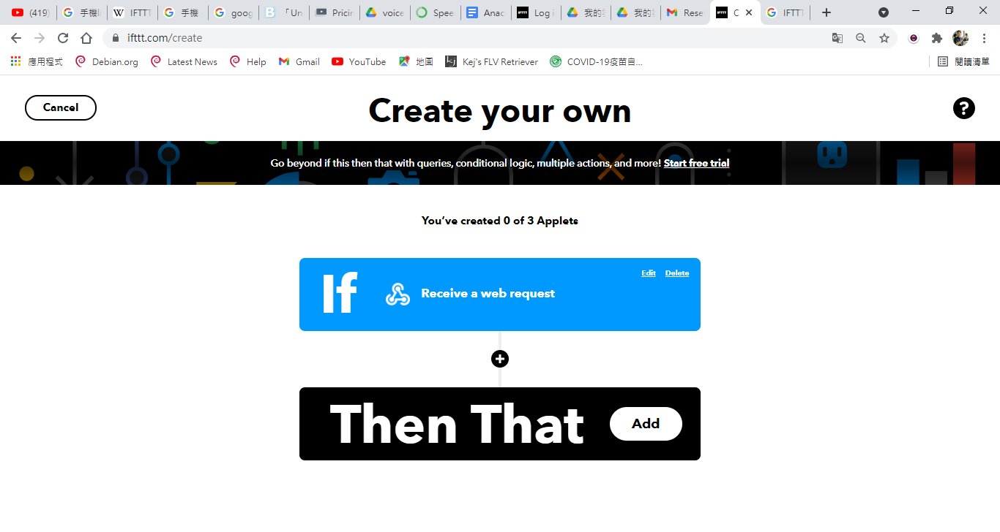 (419) 手機 IFTTT 手機 goog 「Un Pricin voice Spee Anac Log i 我的 我的 Rese C IFTTT
ifttt.com/create
應用程式 Debian.org Latest News Help Gmail YouTube 地圖 Kej's FLV Retriever COVID-19疫苗自... 閱讀清單
Cancel Create your own ?
Go beyond if this then that with queries, conditional logic, multiple actions, and more! Start free trial
You've created 0 of 3 Applets
Edit Delete
If Receive a web request
Then That Add